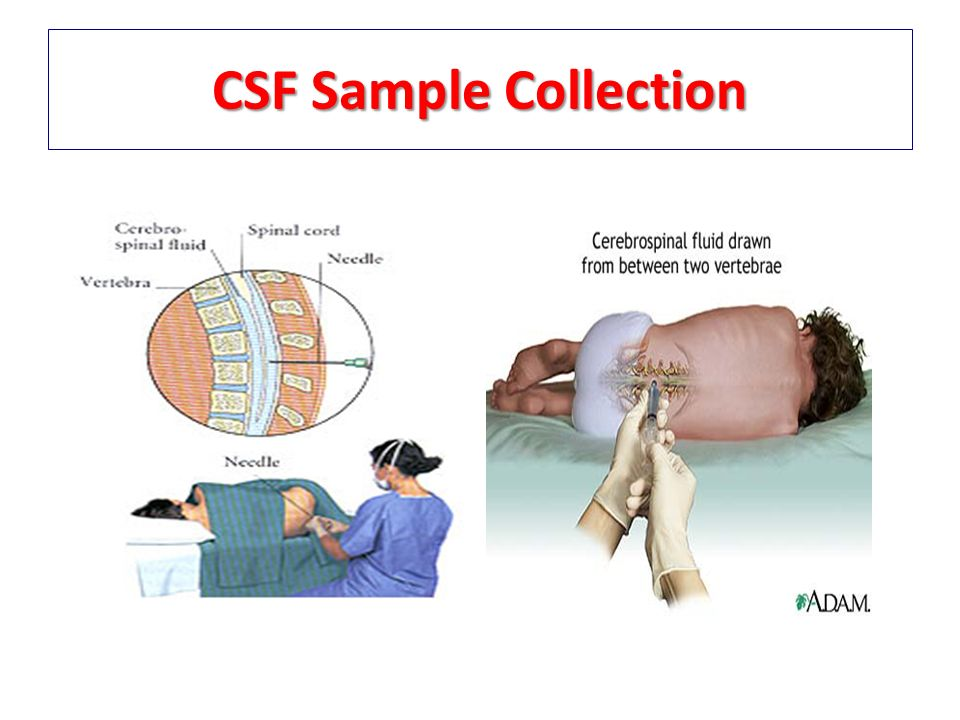 CSF Sample Collection
Cerebro-
spinal fluid
Spinal cord
Needle
Vertebra
Needle
Cerebrospinal fluid drawn
from between two vertebrae
A.D.A.M.